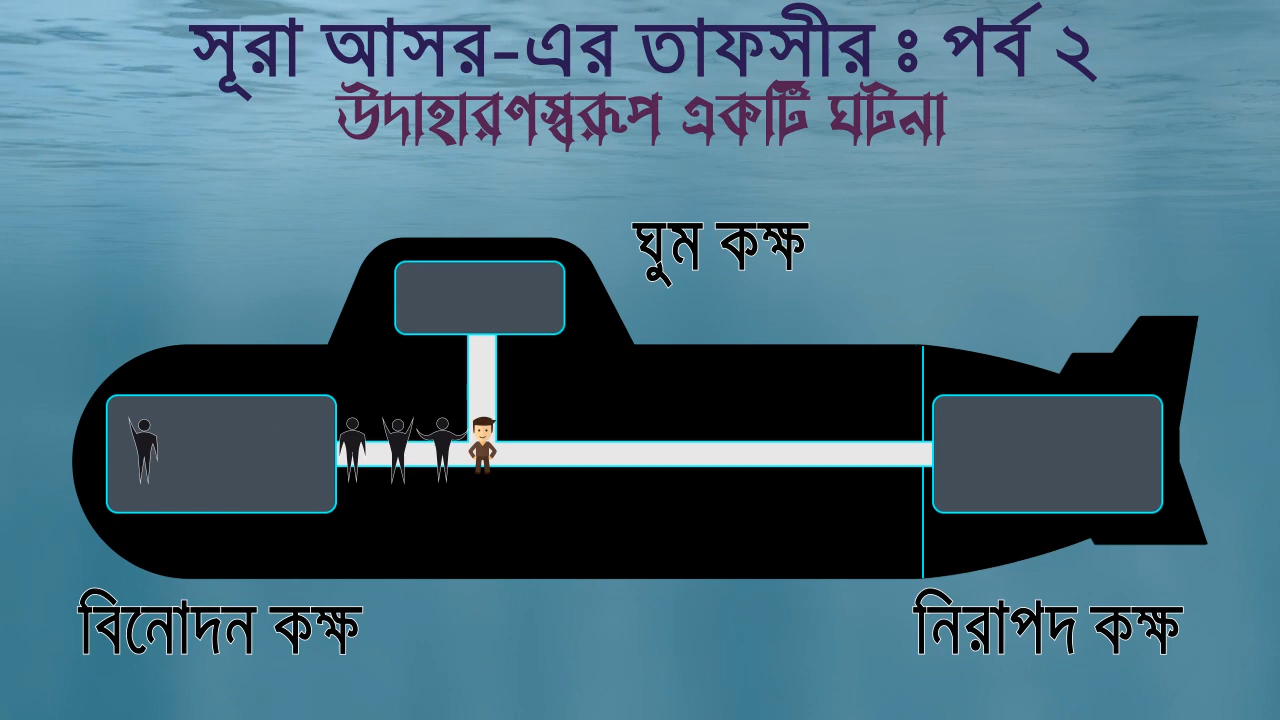 সূরা আসর-এর তাফসীর ঃ পর্ব ২
উদাহারণস্বরূপ একটি ঘটনা
ঘুম কক্ষ
বিনোদন কক্ষ
নিরাপদ কক্ষ